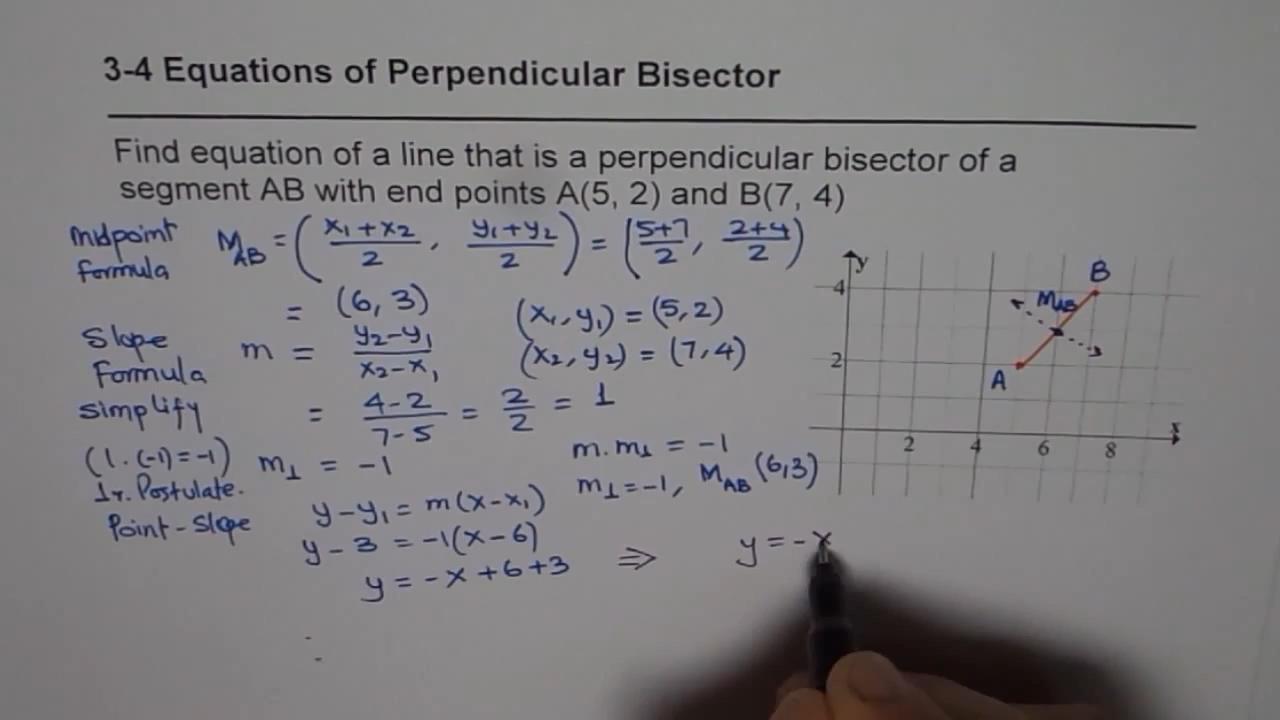 3-4 Equations of Perpendicular Bisector
Find equation of a line that is a perpendicular bisector of a
segment AB with end points A(5, 2) and B(7, 4)
Midpoint formula M_AB = ( (x₁+x₂)/2 , (y₁+y₂)/2 ) = ( (5+7)/2 , (2+4)/2 )
= (6, 3)
(x₁, y₁) = (5, 2)
Slope Formula m = (y₂-y₁)/(x₂-x₁)
(x₂, y₂) = (7, 4)
Simplify = (4-2)/(7-5) = 2/2 = 1
(1.(-1)=-1) m⊥ = -1
m.m⊥ = -1
⊥r. Postulate.
m⊥=-1, M_AB (6,3)
Point-Slope y-y₁ = m(x-x₁)
y-3 = -1(x-6)
y = -x+6+3 ⇒ y=-x
y
B
4
M_AB
2
A
x
2 4 6 8